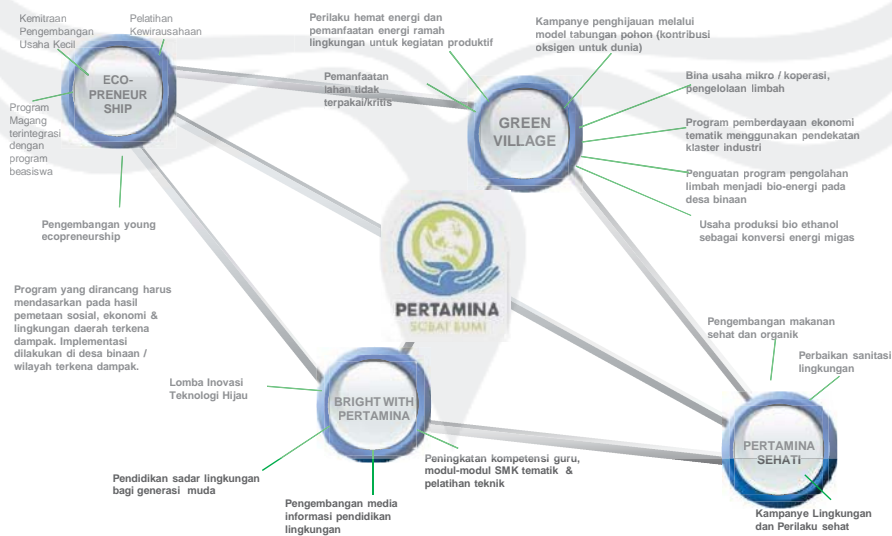 Kemitraan
Pengembangan
Usaha Kecil
Pelatihan
Kewirausahaan
ECO-
PRENEUR
SHIP
Program
Magang
terintegrasi
dengan
program
beasiswa
Pengembangan young
ecopreneurship
Perilaku hemat energi dan
pemanfaatan energi ramah
lingkungan untuk kegiatan produktif
Pemanfaatan
lahan tidak
terpakai/kritis
Kampanye penghijauan melalui
model tabungan pohon (kontribusi
oksigen untuk dunia)
GREEN
VILLAGE
Bina usaha mikro / koperasi,
pengelolaan limbah
Program pemberdayaan ekonomi
tematik menggunakan pendekatan
klaster industri
Penguatan program pengolahan
limbah menjadi bio-energi pada
desa binaan
Usaha produksi bio ethanol
sebagai konversi energi migas
PERTAMINA
SOBAT BUMI
Program yang dirancang harus
mendasarkan pada hasil
pemetaan sosial, ekonomi &
lingkungan daerah terkena
dampak. Implementasi
dilakukan di desa binaan /
wilayah terkena dampak.
Lomba Inovasi
Teknologi Hijau
BRIGHT WITH
PERTAMINA
Pendidikan sadar lingkungan
bagi generasi muda
Pengembangan media
informasi pendidikan
lingkungan
Peningkatan kompetensi guru,
modul-modul SMK tematik &
pelatihan teknik
Pengembangan makanan
sehat dan organik
Perbaikan sanitasi
lingkungan
PERTAMINA
SEHATI
Kampanye Lingkungan
dan Perilaku sehat